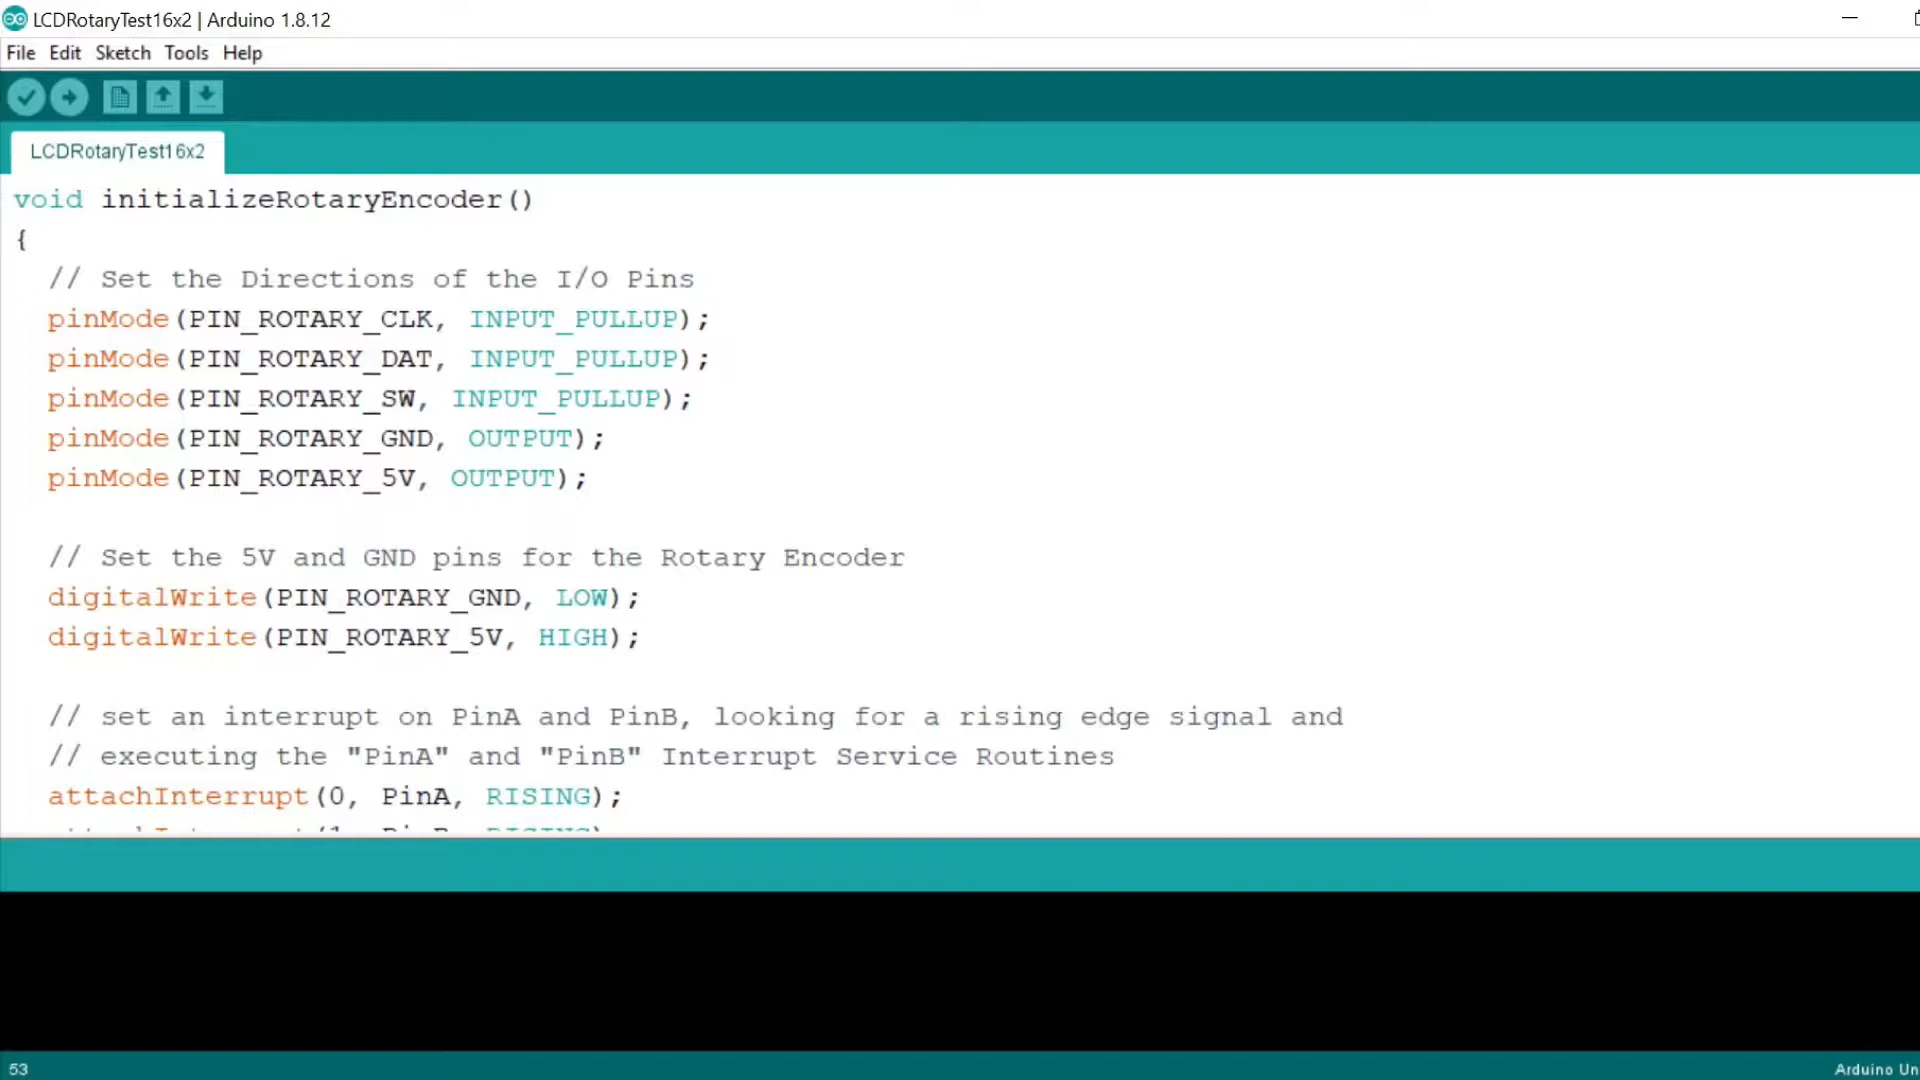 LCDRotaryTest16x2 | Arduino 1.8.12
File Edit Sketch Tools Help
LCDRotaryTest16x2
void initializeRotaryEncoder()
{
// Set the Directions of the I/O Pins
pinMode(PIN_ROTARY_CLK, INPUT_PULLUP);
pinMode(PIN_ROTARY_DAT, INPUT_PULLUP);
pinMode(PIN_ROTARY_SW, INPUT_PULLUP);
pinMode(PIN_ROTARY_GND, OUTPUT);
pinMode(PIN_ROTARY_5V, OUTPUT);
// Set the 5V and GND pins for the Rotary Encoder
digitalWrite(PIN_ROTARY_GND, LOW);
digitalWrite(PIN_ROTARY_5V, HIGH);
// set an interrupt on PinA and PinB, looking for a rising edge signal and
// executing the "PinA" and "PinB" Interrupt Service Routines
attachInterrupt(0, PinA, RISING);
53
Arduino Un